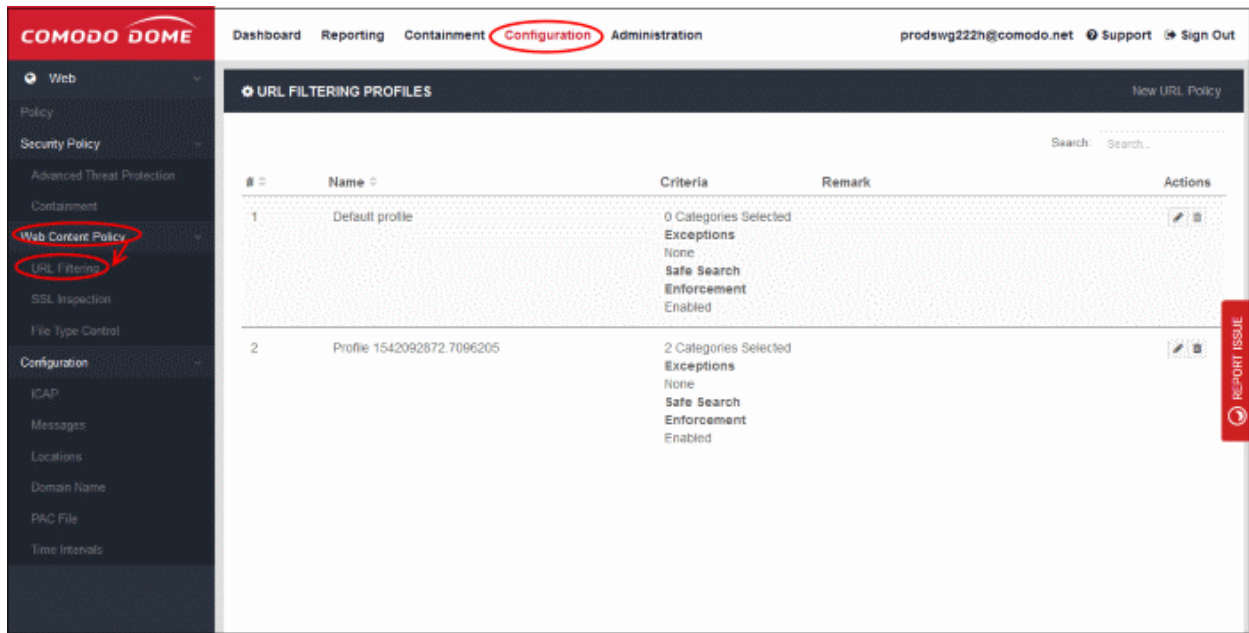 COMODO DOME
Dashboard Reporting Containment Configuration Administration prodswg222h@comodo.net Support Sign Out
Web
Policy
Security Policy
Advanced Threat Protection
Containment
Web Content Policy
URL Filtering
SSL Inspection
File Type Control
Configuration
ICAP
Messages
Locations
Domain Name
PAC File
Time Intervals
URL FILTERING PROFILES New URL Policy
Search: Search...
# Name Criteria Remark Actions
1 Default profile 0 Categories Selected
Exceptions
None
Safe Search
Enforcement
Enabled
2 Profile 1542092872.7096205 2 Categories Selected
Exceptions
None
Safe Search
Enforcement
Enabled
REPORT ISSUE